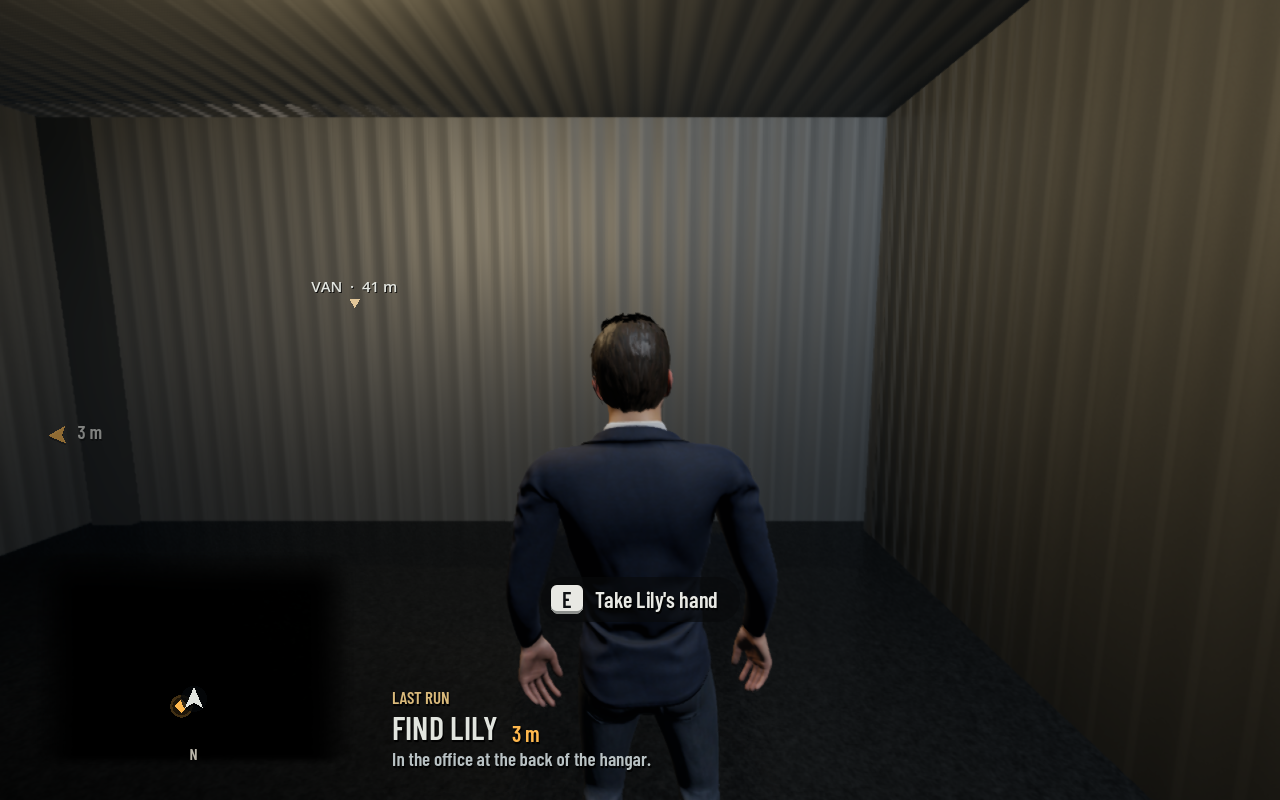 VAN · 41 m
3 m
E Take Lily's hand
LAST RUN
FIND LILY 3 m
In the office at the back of the hangar.
N